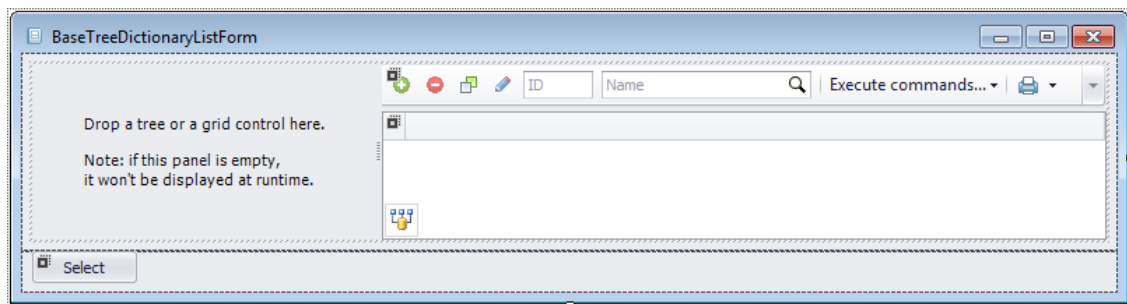 BaseTreeDictionaryListForm
ID
Name
Execute commands...
Drop a tree or a grid control here.
Note: if this panel is empty,
it won't be displayed at runtime.
Select